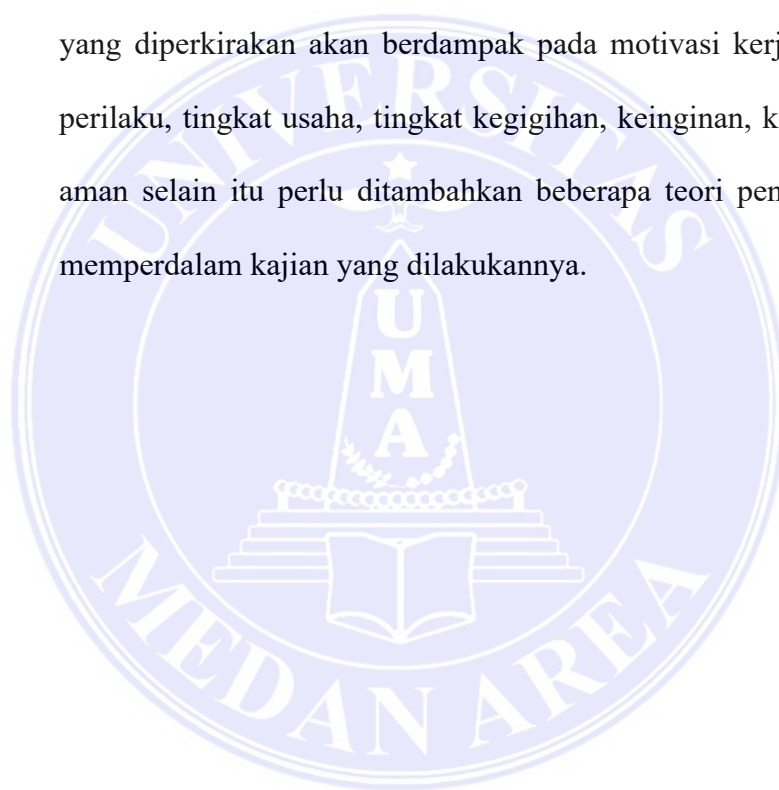 yang diperkirakan akan berdampak pada motivasi
perilaku, tingkat usaha, tingkat kegigihan, keinginan,
aman selain itu perlu ditambahkan beberapa teori
memperdalam kajian yang dilakukannya.
UNIVERSITAS
UMA
MEDAN AREA